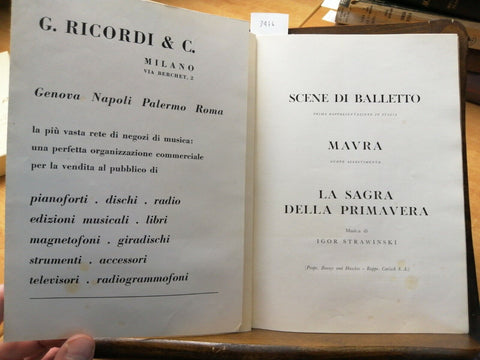 G. RICORDI & C.
MILANO
VIA BERCHET, 2
Genova Napoli Palermo Roma
la più vasta rete di negozi di musica:
una perfetta organizzazione commerciale
per la vendita al pubblico di
pianoforti . dischi . radio
edizioni musicali . libri
magnetofoni . giradischi
strumenti . accessori
televisori . radiogrammofoni
SCENE DI BALLETTO
PRIMA RAPPRESENTAZIONE IN ITALIA
MAVRA
NUOVO ALLESTIMENTO
LA SAGRA
DELLA PRIMAVERA
Musica di
IGOR STRAWINSKI
(Propr. Boosey and Hawkes - Rappr. Carisch S. A.)